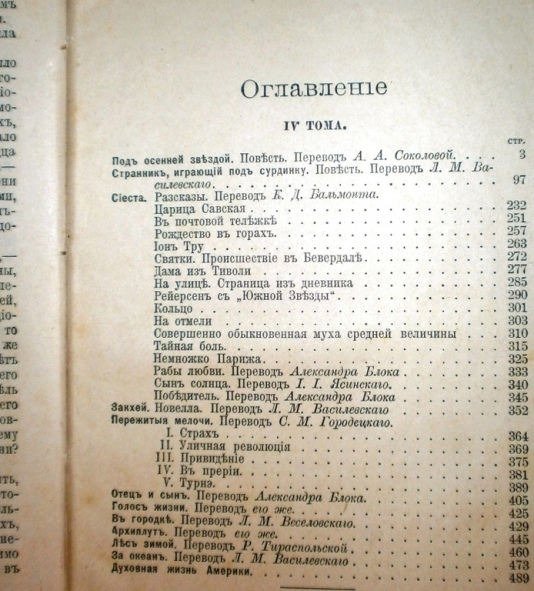 Оглавленіе
IV ТОМА.
СТР.
Подъ осенней звѣздой. Повѣсть. Переводъ А. А. Соколовой. . . . 3
Странникъ, играющій подъ сурдинку. Повѣсть. Переводъ Л. М. Ва-
силевскаго. . . . 97
Сіеста. Разсказы. Переводъ К. Д. Бальмонта.
Царица Савская . . . 232
Въ почтовой телѣжкѣ . . . 251
Рождество въ горахъ. . . . 257
Іонъ Тру . . . 263
Святки. Происшествіе въ Бевердалѣ . . . 272
Дама изъ Тиволи . . . 277
На улицѣ. Страница изъ дневника . . . 285
Рейерсенъ съ „Южной Звѣзды“ . . . 290
Кольцо . . . 301
На отмели . . . 303
Совершенно обыкновенная муха средней величины . . . 310
Тайная боль. . . . 315
Немножко Парижа. . . . 325
Рабы любви. Переводъ Александра Блока . . . 333
Сынъ солнца. Переводъ І. І. Ясинскаго. . . . 340
Побѣдитель. Переводъ Александра Блока . . . 345
Закхей. Новелла. Переводъ Л. М. Василевскаго . . . 352
Пережитыя мелочи. Переводъ С. М. Городецкаго.
I. Страхъ . . . 364
II. Уличная революція . . . 369
III. Привидѣніе . . . 375
IV. Въ преріи. . . . 381
V. Турнэ. . . . 389
Отецъ и сынъ. Переводъ Александра Блока. . . . 405
Голосъ жизни. Переводъ его же. . . . 425
Въ городкѣ. Переводъ Л. М. Веселовскаго. . . . 429
Архиплутъ. Переводъ его же. . . . 445
Лѣсъ зимой. Переводъ Р. Тираспольской . . . 460
За океанъ. Переводъ Л. М. Василевскаго . . . 473
Духовная жизнь Америки. . . . 489